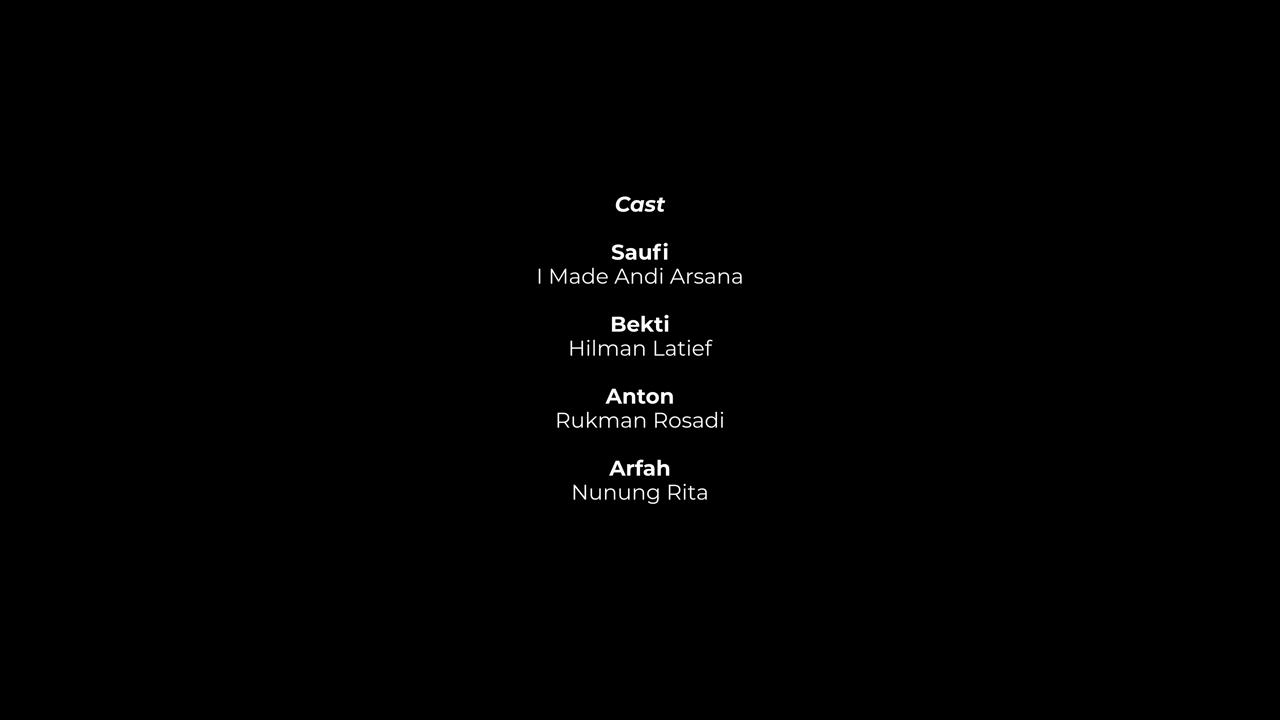 Cast
Saufi
I Made Andi Arsana
Bekti
Hilman Latief
Anton
Rukman Rosadi
Arfah
Nunung Rita